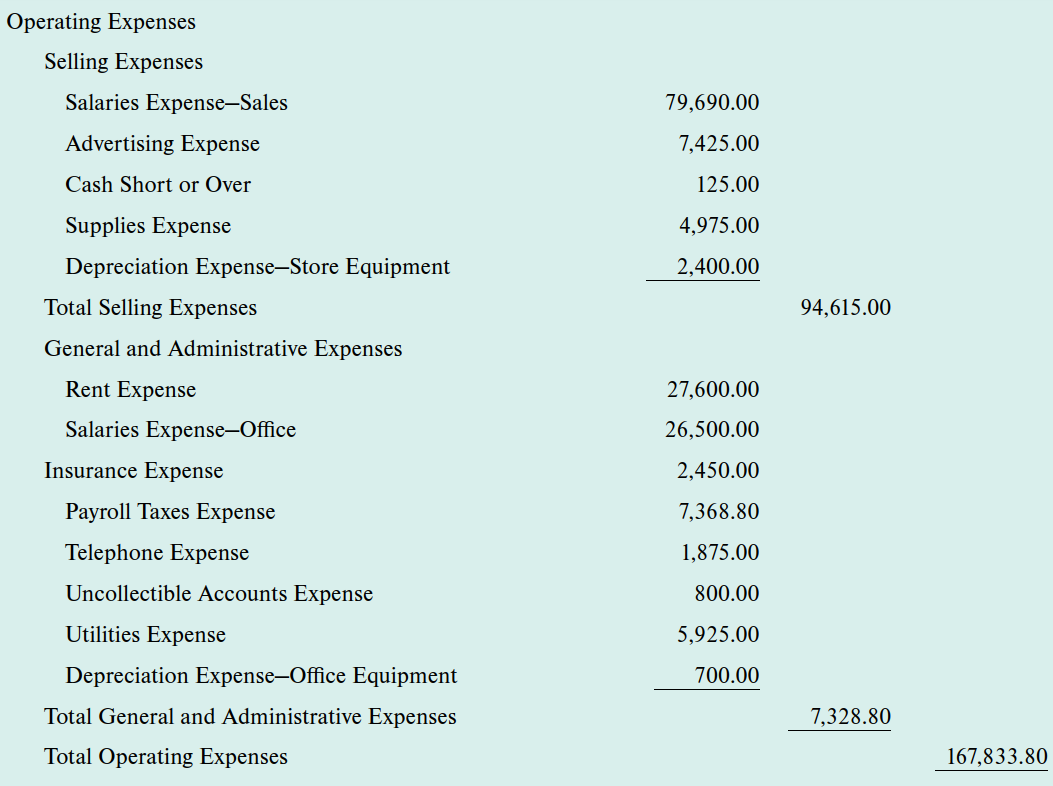 Operating Expenses
Selling Expenses
Salaries Expense—Sales 79,690.00
Advertising Expense 7,425.00
Cash Short or Over 125.00
Supplies Expense 4,975.00
Depreciation Expense—Store Equipment 2,400.00
Total Selling Expenses 94,615.00
General and Administrative Expenses
Rent Expense 27,600.00
Salaries Expense—Office 26,500.00
Insurance Expense 2,450.00
Payroll Taxes Expense 7,368.80
Telephone Expense 1,875.00
Uncollectible Accounts Expense 800.00
Utilities Expense 5,925.00
Depreciation Expense—Office Equipment 700.00
Total General and Administrative Expenses 7,328.80
Total Operating Expenses 167,833.80